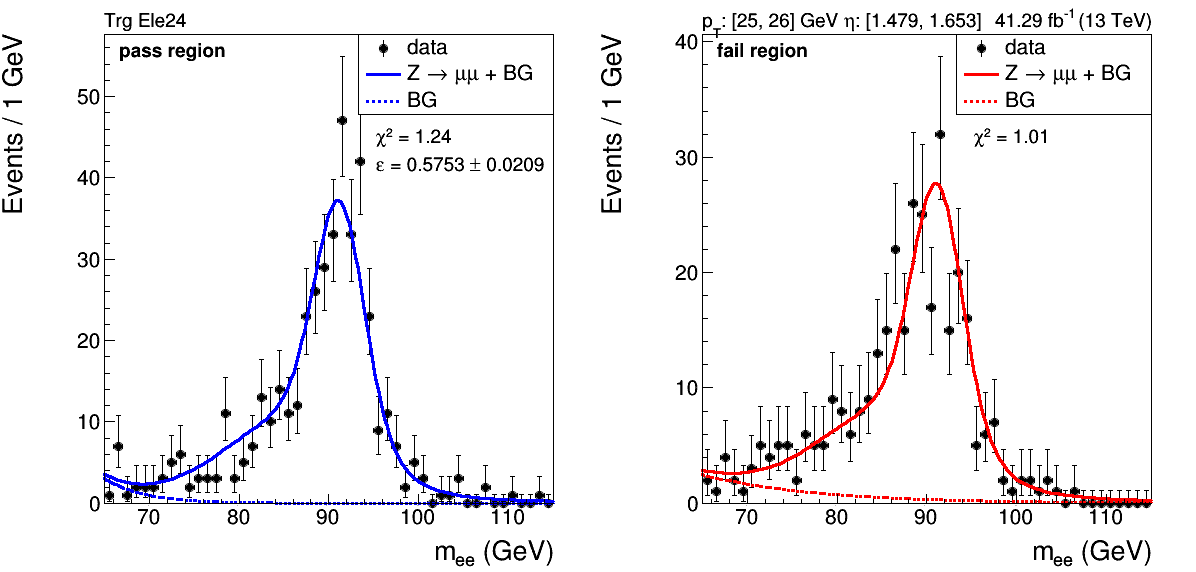 Trg Ele24
pass region
Events / 1 GeV
data
Z → μμ + BG
BG
χ² = 1.24
ε = 0.5753 ± 0.0209
50
40
30
20
10
0
70 80 90 100 110
m_ee (GeV)
p_T: [25, 26] GeV η: [1.479, 1.653] 41.29 fb⁻¹ (13 TeV)
fail region
Events / 1 GeV
data
Z → μμ + BG
BG
χ² = 1.01
40
30
20
10
0
70 80 90 100 110
m_ee (GeV)